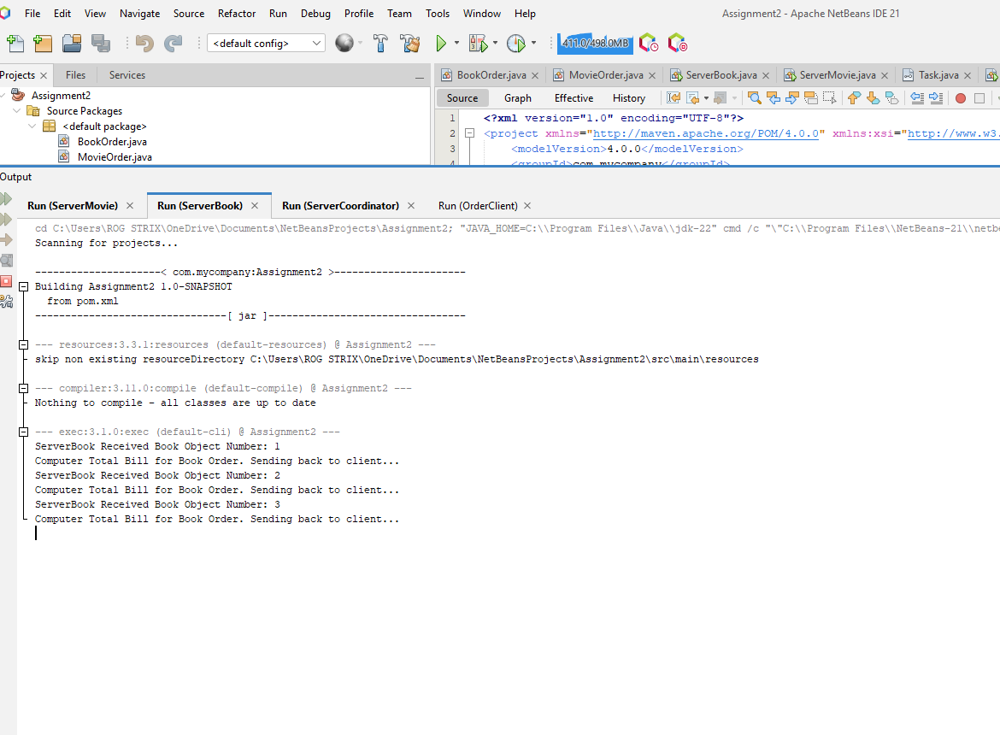 File Edit View Navigate Source Refactor Run Debug Profile Team Tools Window Help Assignment2 - Apache NetBeans IDE 21
<default config> 411.0/498.0MB
Projects Files Services BookOrder.java MovieOrder.java ServerBook.java ServerMovie.java Task.java
Assignment2 Source Graph Effective History
Source Packages
<default package>
BookOrder.java
MovieOrder.java
1 <?xml version="1.0" encoding="UTF-8"?>
2 <project xmlns="http://maven.apache.org/POM/4.0.0" xmlns:xsi="http://www.w3.
3 <modelVersion>4.0.0</modelVersion>
4 <groupId>com.mycompany</groupId>
Output
Run (ServerMovie) Run (ServerBook) Run (ServerCoordinator) Run (OrderClient)
cd C:\Users\ROG STRIX\OneDrive\Documents\NetBeansProjects\Assignment2; "JAVA_HOME=C:\\Program Files\\Java\\jdk-22" cmd /c "\"C:\\Program Files\\NetBeans-21\\netbe
Scanning for projects...
---------------------< com.mycompany:Assignment2 >----------------------
Building Assignment2 1.0-SNAPSHOT
from pom.xml
--------------------------------[ jar ]---------------------------------
--- resources:3.3.1:resources (default-resources) @ Assignment2 ---
skip non existing resourceDirectory C:\Users\ROG STRIX\OneDrive\Documents\NetBeansProjects\Assignment2\src\main\resources
--- compiler:3.11.0:compile (default-compile) @ Assignment2 ---
Nothing to compile - all classes are up to date
--- exec:3.1.0:exec (default-cli) @ Assignment2 ---
ServerBook Received Book Object Number: 1
Computer Total Bill for Book Order. Sending back to client...
ServerBook Received Book Object Number: 2
Computer Total Bill for Book Order. Sending back to client...
ServerBook Received Book Object Number: 3
Computer Total Bill for Book Order. Sending back to client...